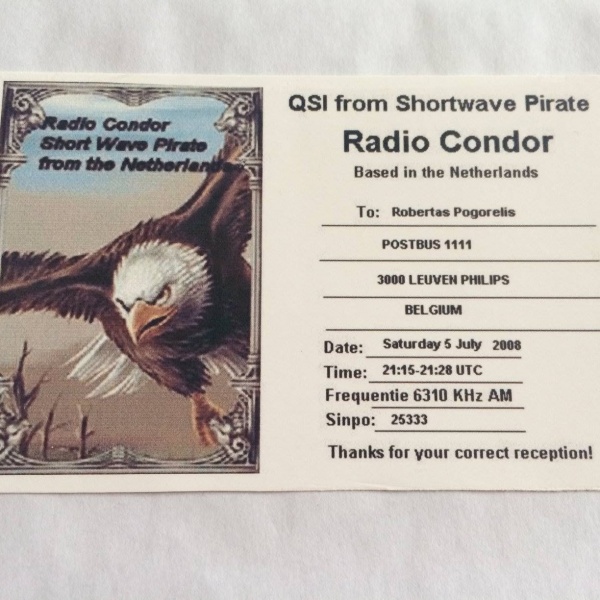 Radio Condor
Short Wave Pirate
from the Netherlands
QSI from Shortwave Pirate
Radio Condor
Based in the Netherlands
To: Robertas Pogorelis
POSTBUS 1111
3000 LEUVEN PHILIPS
BELGIUM
Date: Saturday 5 July 2008
Time: 21:15-21:28 UTC
Frequentie 6310 KHz AM
Sinpo: 25333
Thanks for your correct reception!